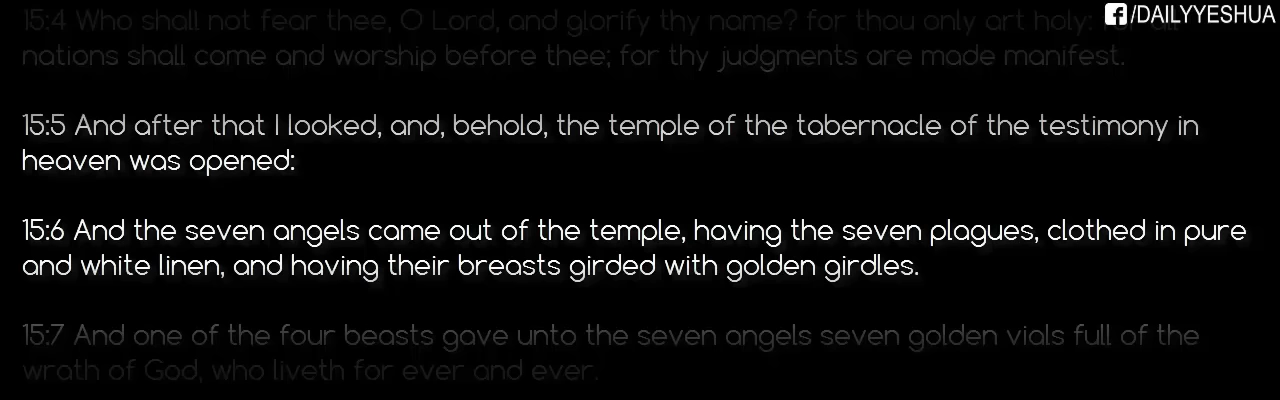 /DAILYYESHUA
15:4 Who shall not fear thee, O Lord, and glorify thy name? for thou only art holy: for all
nations shall come and worship before thee; for thy judgments are made manifest.
15:5 And after that I looked, and, behold, the temple of the tabernacle of the testimony in
heaven was opened:
15:6 And the seven angels came out of the temple, having the seven plagues, clothed in pure
and white linen, and having their breasts girded with golden girdles.
15:7 And one of the four beasts gave unto the seven angels seven golden vials full of the
wrath of God, who liveth for ever and ever.